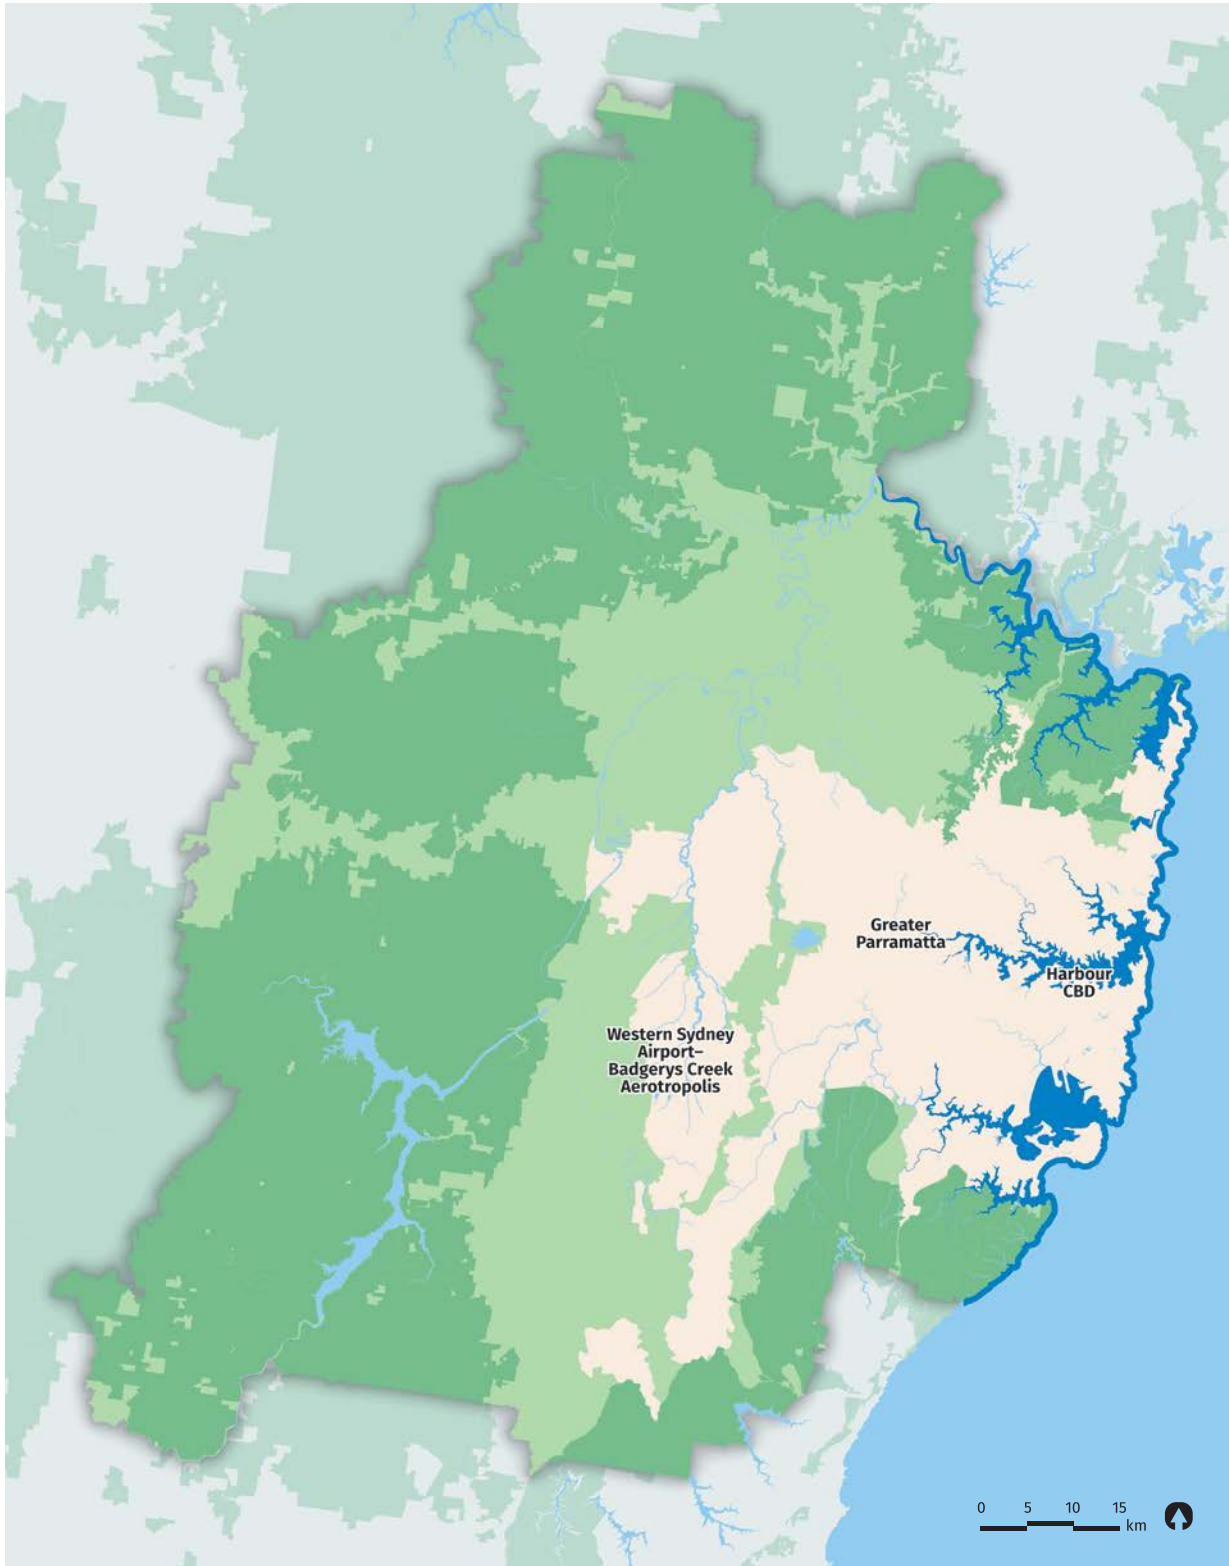 Greater
Parramatta
Harbour
CBD
Western Sydney
Airport–
Badgerys Creek
Aerotropolis
0 5 10 15
km